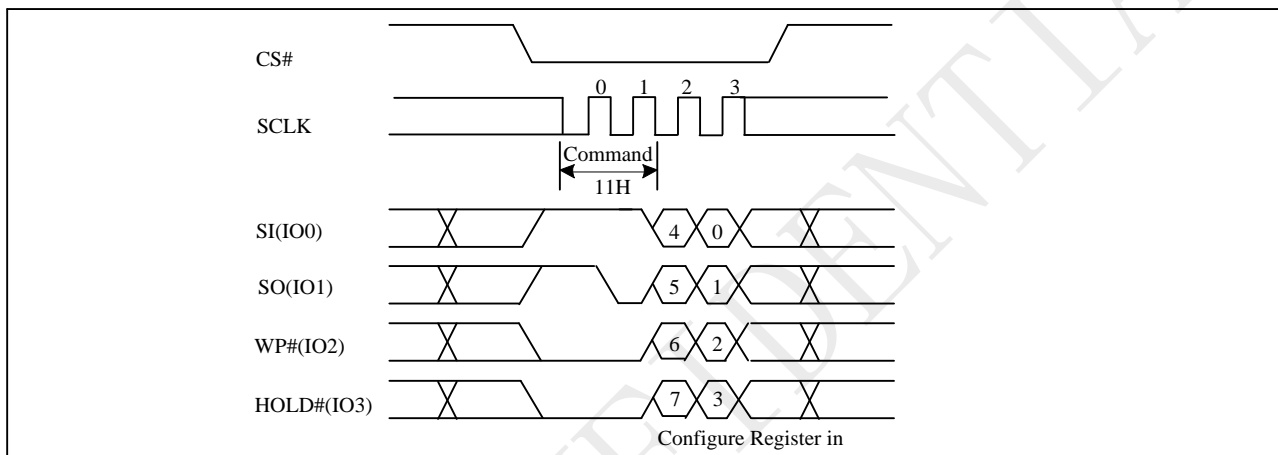 CS#
0 1 2 3
SCLK
Command
11H
SI(IO0)
4 0
SO(IO1)
5 1
WP#(IO2)
6 2
HOLD#(IO3)
7 3
Configure Register in